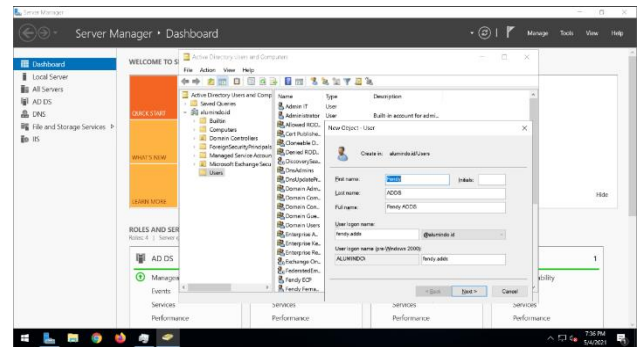 Server Manager
Server Manager • Dashboard
Manage Tools View Help
Dashboard
Local Server
All Servers
AD DS
DNS
File and Storage Services
IIS
WELCOME TO S
QUICK START
WHAT'S NEW
LEARN MORE
Hide
ROLES AND SER
AD DS
1
Manageab
Events
Services
Performance
Services
Performance
Services
Performance
Services
Performance
Active Directory Users and Computers
File Action View Help
Active Directory Users and Comp
Saved Queries
alumindo.id
Builtin
Computers
Domain Controllers
ForeignSecurityPrincipals
Managed Service Accoun
Microsoft Exchange Secu
Users
Name Type Description
Admin IT User
Administrator User Built-in account for admi...
Allowed ROD...
Cert Publishe...
Cloneable D...
Denied ROD...
DiscoverySea...
DnsAdmins
DnsUpdatePr...
Domain Adm...
Domain Com...
Domain Con...
Domain Gue...
Domain Users
Enterprise A...
Enterprise Ke...
Enterprise Re...
Exchange On...
FederatedEm...
Fendy ECP
Fendy Ferna...
New Object - User
Create in: alumindo.id/Users
First name: Fendy Initials:
Last name: ADDS
Full name: Fendy ADDS
User logon name:
fendy.adds @alumindo.id
User logon name (pre-Windows 2000):
ALUMINDO\ fendy.adds
< Back Next > Cancel
7:36 PM
5/4/2021